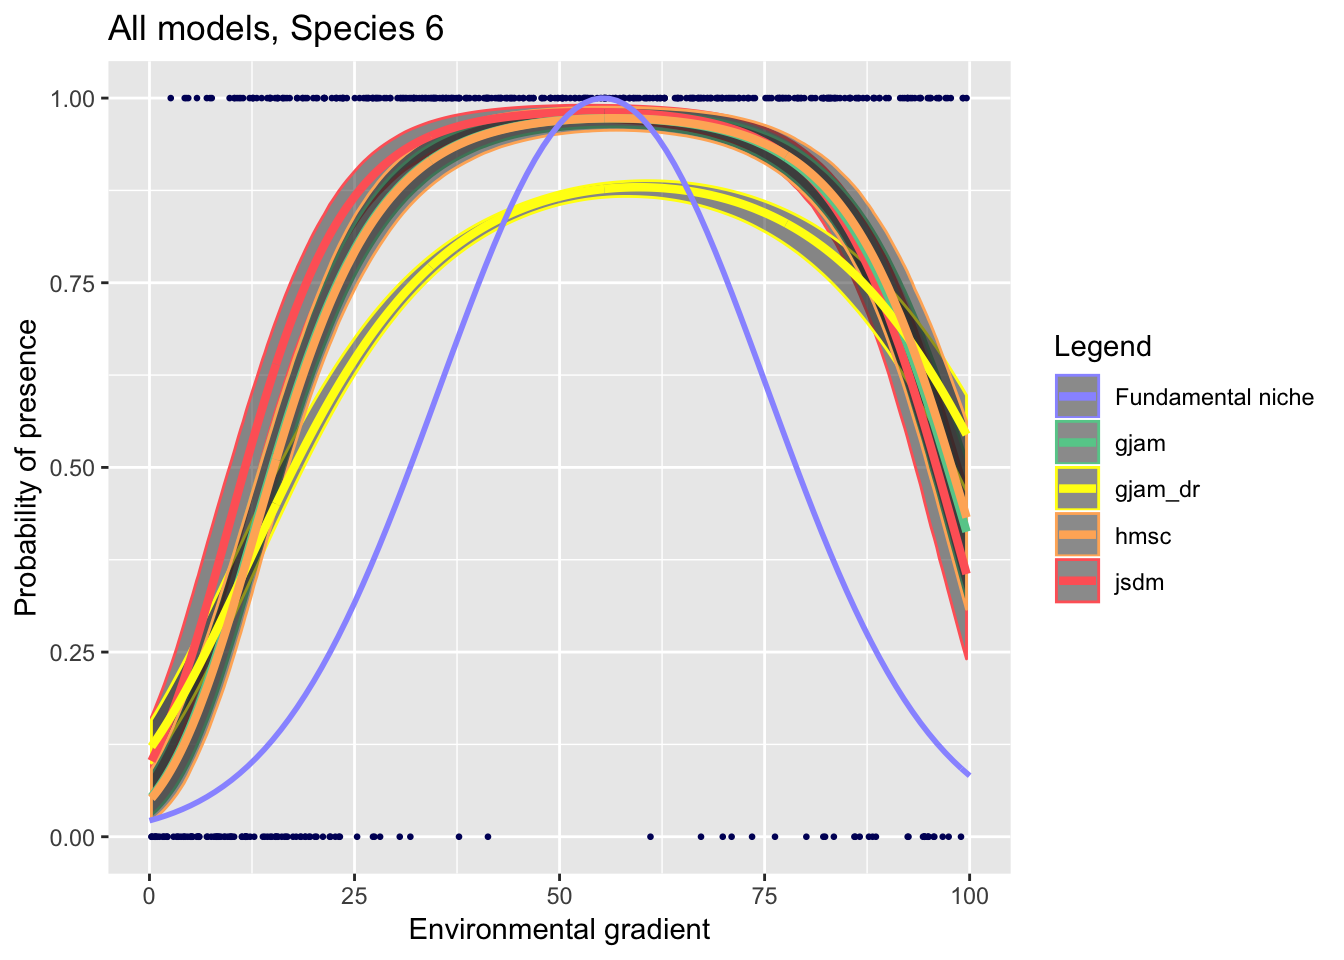 All models, Species 6
Probability of presence
1.00
0.75
0.50
0.25
0.00
0
25
50
75
100
Environmental gradient
Legend
Fundamental niche
gjam
gjam_dr
hmsc
jsdm